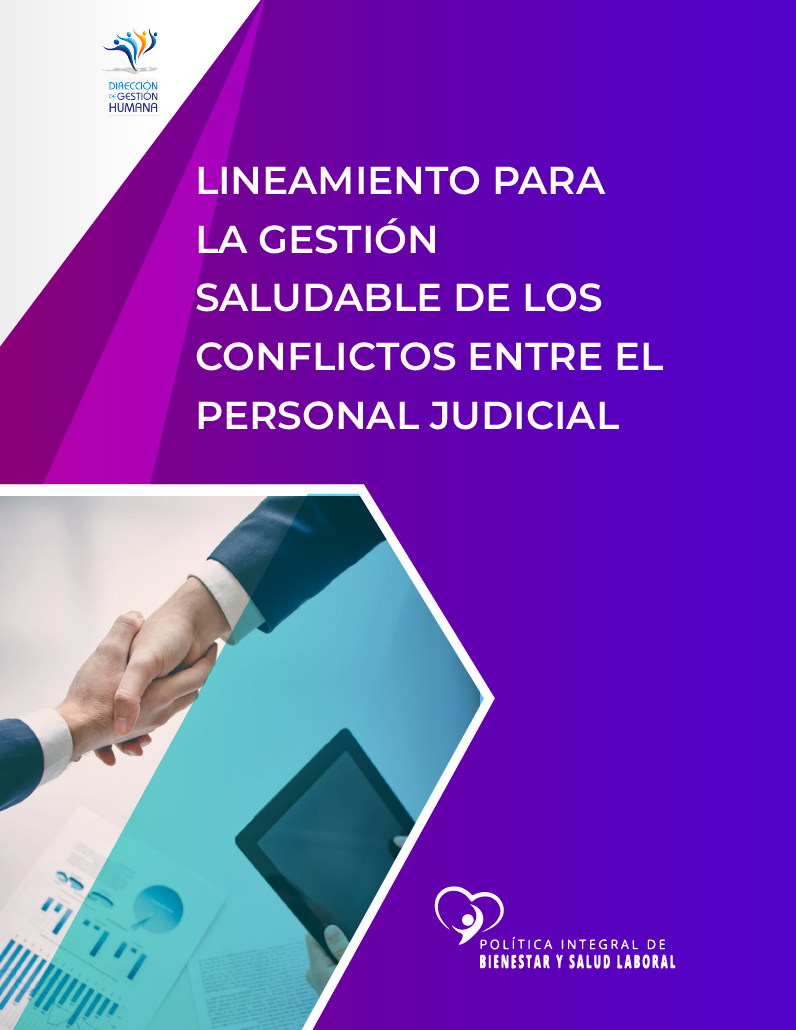 DIRECCIÓN
DE GESTIÓN
HUMANA
LINEAMIENTO PARA
LA GESTIÓN
SALUDABLE DE LOS
CONFLICTOS ENTRE EL
PERSONAL JUDICIAL
POLÍTICA INTEGRAL DE
BIENESTAR Y SALUD LABORAL